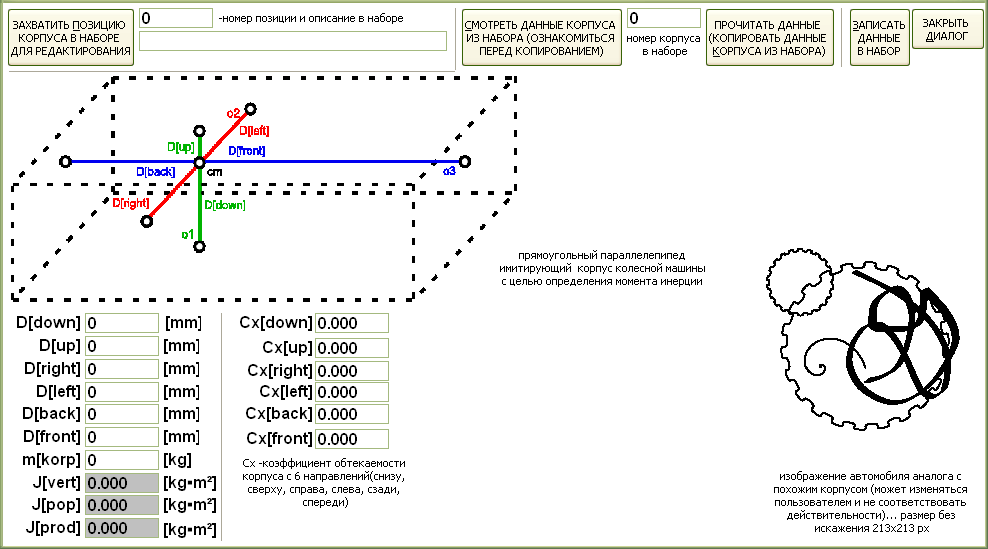 ЗАХВАТИТЬ ПОЗИЦИЮ
КОРПУСА В НАБОРЕ
ДЛЯ РЕДАКТИРОВАНИЯ
0
-номер позиции и описание в наборе
СМОТРЕТЬ ДАННЫЕ КОРПУСА
ИЗ НАБОРА (ОЗНАКОМИТЬСЯ
ПЕРЕД КОПИРОВАНИЕМ)
0
номер корпуса
в наборе
ПРОЧИТАТЬ ДАННЫЕ
(КОПИРОВАТЬ ДАННЫЕ
КОРПУСА ИЗ НАБОРА)
ЗАПИСАТЬ
ДАННЫЕ
В НАБОР
ЗАКРЫТЬ
ДИАЛОГ
o2
D[left]
D[up]
D[front]
D[back]
cm
o3
D[right]
D[down]
o1
прямоугольный параллелепипед
имитирующий корпус колесной машины
с целью определения момента инерции
D[down] 0 [mm]
D[up] 0 [mm]
D[right] 0 [mm]
D[left] 0 [mm]
D[back] 0 [mm]
D[front] 0 [mm]
m[korp] 0 [kg]
J[vert] 0.000 [kg▪m²]
J[pop] 0.000 [kg▪m²]
J[prod] 0.000 [kg▪m²]
Cx[down] 0.000
Cx[up] 0.000
Cx[right] 0.000
Cx[left] 0.000
Cx[back] 0.000
Cx[front] 0.000
Cx -коэффициент обтекаемости
корпуса с 6 направлений(снизу,
сверху, справа, слева, сзади,
спереди)
изображение автомобиля аналога с
похожим корпусом (может изменяться
пользователем и не соответствовать
действительности)... размер без
искажения 213x213 px